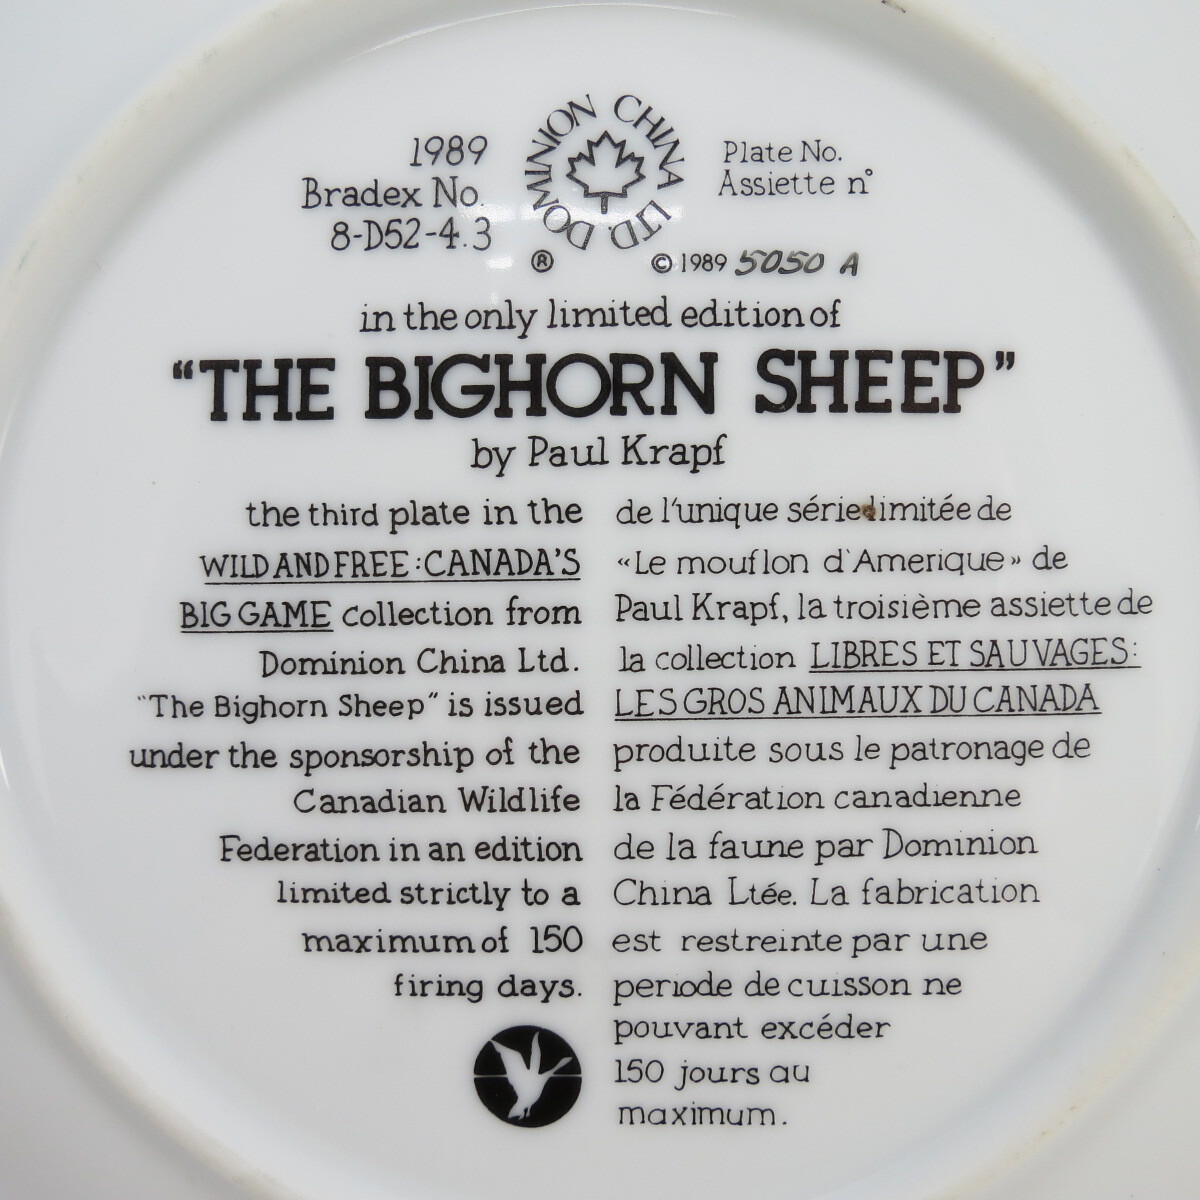 1989
Bradex No.
8-D52-4.3
DOMINION CHINA LTD.
®
Plate No.
Assiette n°
© 1989 5050 A
in the only limited edition of
“THE BIGHORN SHEEP”
by Paul Krapf
the third plate in the
WILD AND FREE: CANADA'S
BIG GAME collection from
Dominion China Ltd.
“The Bighorn Sheep” is issued
under the sponsorship of the
Canadian Wildlife
Federation in an edition
limited strictly to a
maximum of 150
firing days.
de l'unique série limitée de
«Le mouflon d'Amerique» de
Paul Krapf, la troisième assiette de
la collection LIBRES ET SAUVAGES:
LES GROS ANIMAUX DU CANADA
produite sous le patronage de
la Fédération canadienne
de la faune par Dominion
China Ltée. La fabrication
est restreinte par une
periode de cuisson ne
pouvant excéder
150 jours au
maximum.